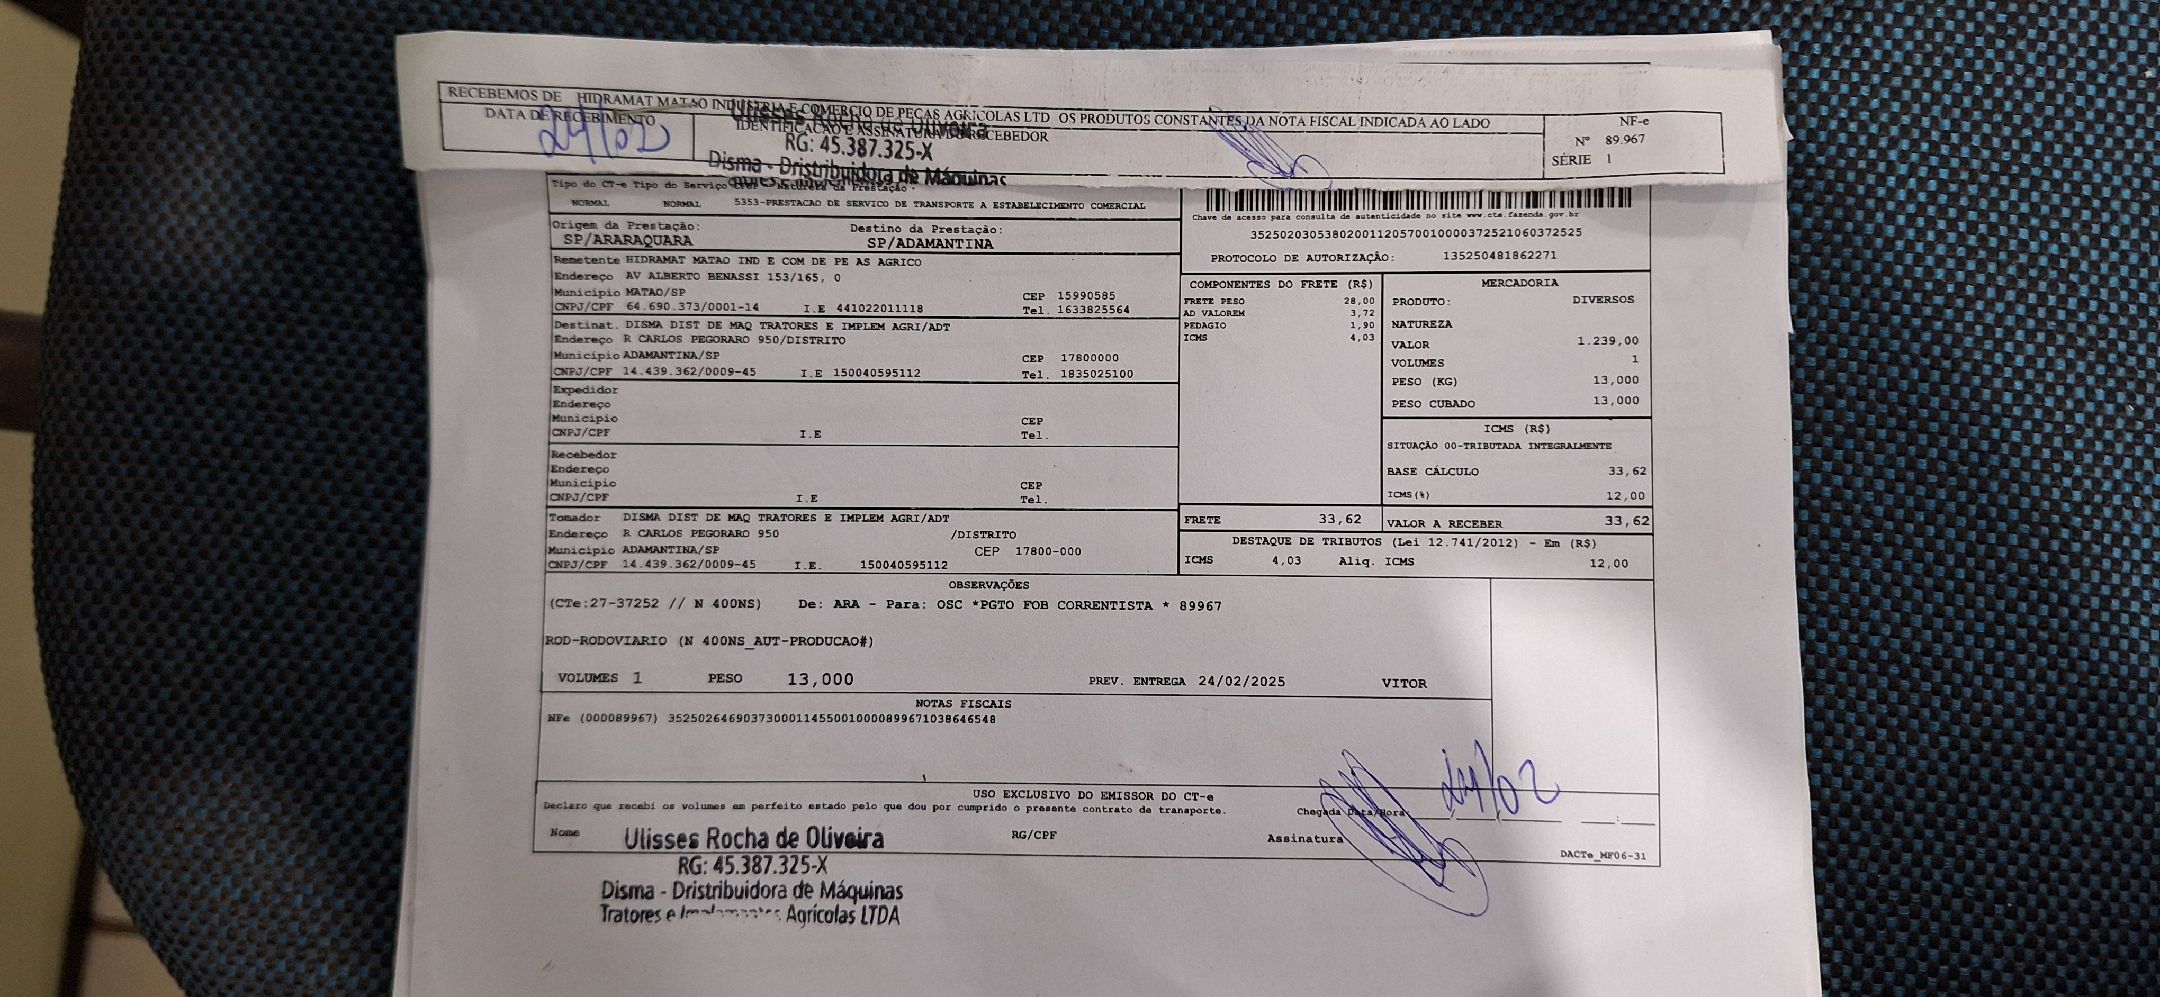 RECEBEMOS DE HIDRAMAT MATAO INDUSTRIA E COMERCIO DE PEÇAS AGRICOLAS LTD OS PRODUTOS CONSTANTES DA NOTA FISCAL INDICADA AO LADO
DATA DE RECEBIMENTO
24/02
IDENTIFICAÇÃO E ASSINATURA DO RECEBEDOR
Ulisses Rocha de Oliveira
RG: 45.387.325-X
Disma - Dristribuidora de Máquinas
NF-e
Nº 89.967
SÉRIE 1
Tipo do CT-e Tipo do Serviço Natureza da Prestação
NORMAL NORMAL 5353-PRESTACAO DE SERVICO DE TRANSPORTE A ESTABELECIMENTO COMERCIAL
Chave de acesso para consulta de autenticidade no site www.cte.fazenda.gov.br
35250203053802001120570010000372521060372525
PROTOCOLO DE AUTORIZAÇÃO: 135250481862271
Origem da Prestação: Destino da Prestação:
SP/ARARAQUARA SP/ADAMANTINA
Remetente HIDRAMAT MATAO IND E COM DE PE AS AGRICO
Endereço AV ALBERTO BENASSI 153/165, 0
Município MATAO/SP CEP 15990585
CNPJ/CPF 64.690.373/0001-14 I.E 441022011118 Tel. 1633825564
Destinat. DISMA DIST DE MAQ TRATORES E IMPLEM AGRI/ADT
Endereço R CARLOS PEGORARO 950/DISTRITO
Município ADAMANTINA/SP CEP 17800000
CNPJ/CPF 14.439.362/0009-45 I.E 150040595112 Tel. 1835025100
Expedidor
Endereço
Município CEP
CNPJ/CPF I.E Tel.
Recebedor
Endereço
Município CEP
CNPJ/CPF I.E Tel.
Tomador DISMA DIST DE MAQ TRATORES E IMPLEM AGRI/ADT
Endereço R CARLOS PEGORARO 950 /DISTRITO
Município ADAMANTINA/SP CEP 17800-000
CNPJ/CPF 14.439.362/0009-45 I.E. 150040595112
COMPONENTES DO FRETE (R$)
FRETE PESO 28,00
AD VALOREM 3,72
PEDAGIO 1,90
ICMS 4,03
FRETE 33,62
MERCADORIA
PRODUTO: DIVERSOS
NATUREZA
VALOR 1.239,00
VOLUMES 1
PESO (KG) 13,000
PESO CUBADO 13,000
ICMS (R$)
SITUAÇÃO 00-TRIBUTADA INTEGRALMENTE
BASE CÁLCULO 33,62
ICMS(%) 12,00
VALOR A RECEBER 33,62
DESTAQUE DE TRIBUTOS (Lei 12.741/2012) - Em (R$)
ICMS 4,03 Aliq. ICMS 12,00
OBSERVAÇÕES
(CTe:27-37252 // N 400NS) De: ARA - Para: OSC *PGTO FOB CORRENTISTA * 89967
ROD-RODOVIARIO (N 400NS_AUT-PRODUCAO#)
VOLUMES 1 PESO 13,000 PREV. ENTREGA 24/02/2025 VITOR
NOTAS FISCAIS
NFe (000089967) 35250264690373000114550010000899671038646548
USO EXCLUSIVO DO EMISSOR DO CT-e
Declaro que recebi os volumes em perfeito estado pelo que dou por cumprido o presente contrato de transporte.
Chegada Data/Hora 24/02
Nome RG/CPF Assinatura
DACTe_MF06-31
Ulisses Rocha de Oliveira
RG: 45.387.325-X
Disma - Dristribuidora de Máquinas
Tratores e Implementos Agrícolas LTDA